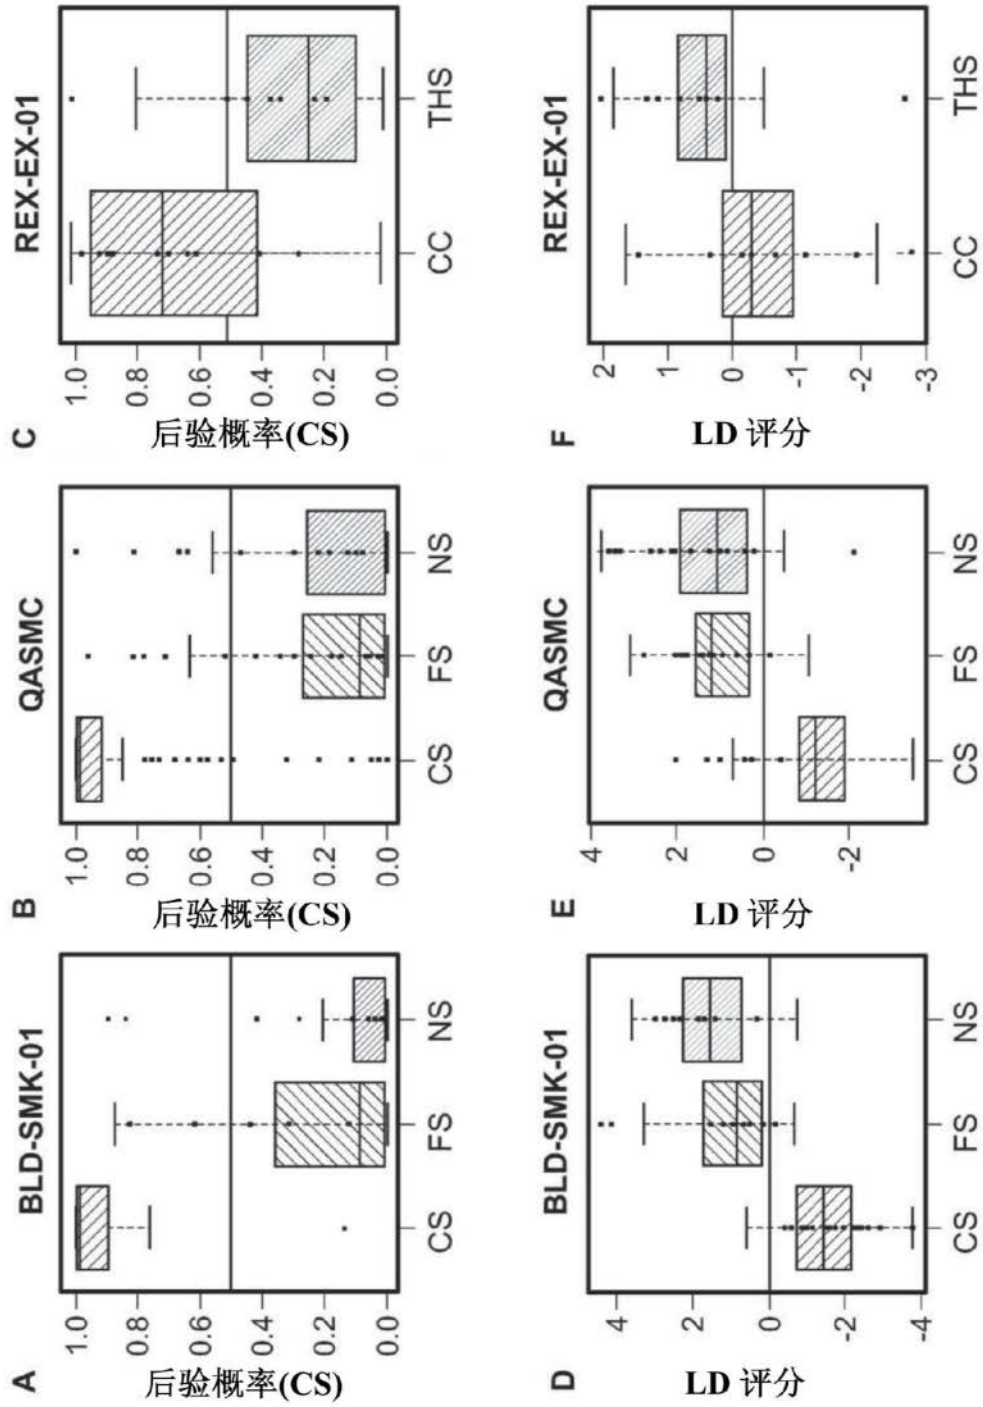 A
BLD-SMK-01
后验概率(CS)
1.0
0.8
0.6
0.4
0.2
0.0
CS FS NS
B
QASMC
后验概率(CS)
1.0
0.8
0.6
0.4
0.2
0.0
CS FS NS
C
REX-EX-01
后验概率(CS)
1.0
0.8
0.6
0.4
0.2
0.0
CC THS
D
BLD-SMK-01
LD 评分
4
2
0
-2
-4
CS FS NS
E
QASMC
LD 评分
4
2
0
-2
CS FS NS
F
REX-EX-01
LD 评分
2
1
0
-1
-2
-3
CC THS